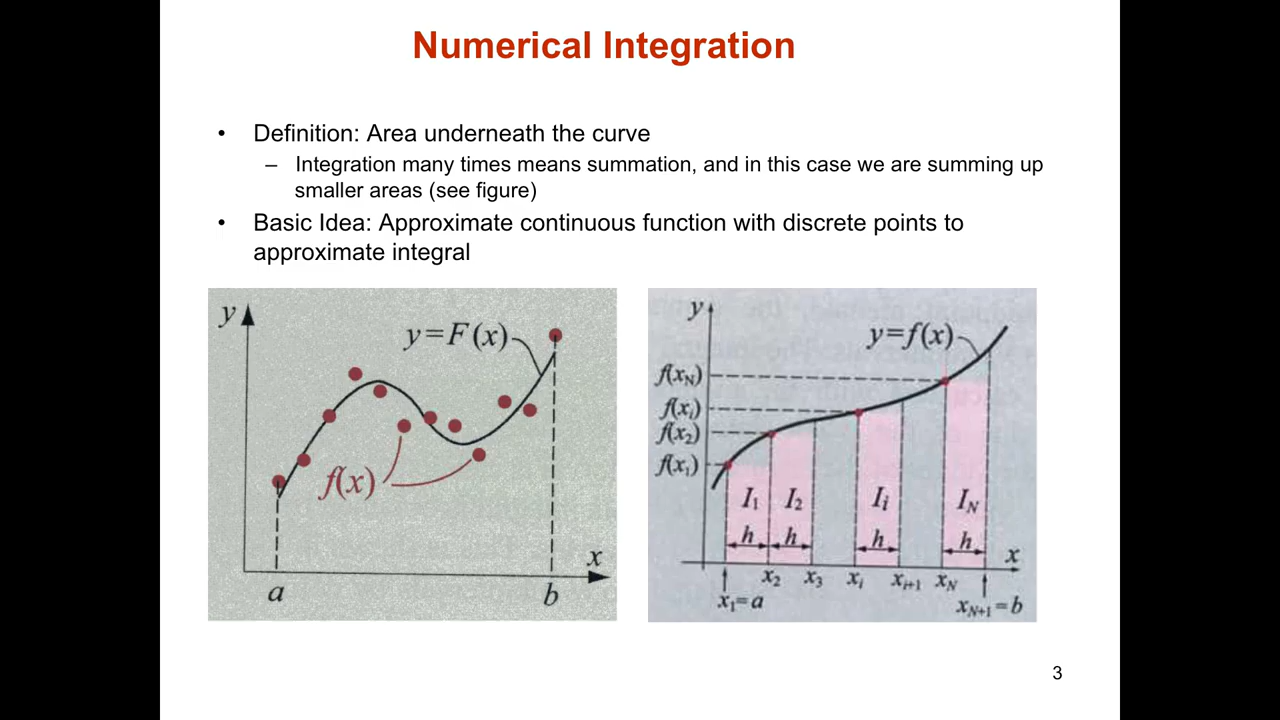 Numerical Integration
• Definition: Area underneath the curve
– Integration many times means summation, and in this case we are summing up
smaller areas (see figure)
• Basic Idea: Approximate continuous function with discrete points to
approximate integral
y
y=F(x)
f(x)
x
a
b
y
y=f(x)
f(xN)
f(xi)
f(x2)
f(x1)
I1 I2 Ii IN
h h h h
x
x2 x3 xi xi+1 xN
x1=a
xN+1=b
3